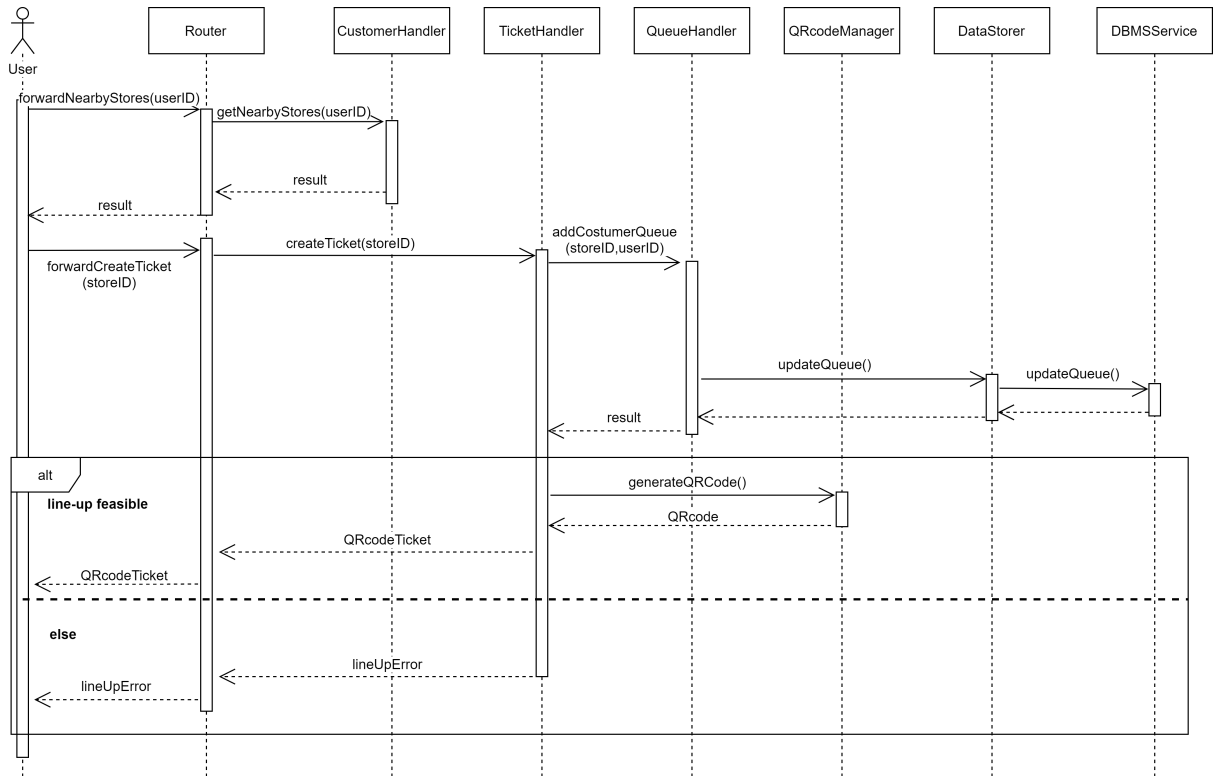 Router
CustomerHandler
TicketHandler
QueueHandler
QRcodeManager
DataStorer
DBMSService
User
forwardNearbyStores(userID)
getNearbyStores(userID)
result
result
addCostumerQueue
(storeID,userID)
createTicket(storeID)
forwardCreateTicket
(storeID)
updateQueue()
updateQueue()
result
alt
line-up feasible
generateQRCode()
QRcode
QRcodeTicket
QRcodeTicket
else
lineUpError
lineUpError